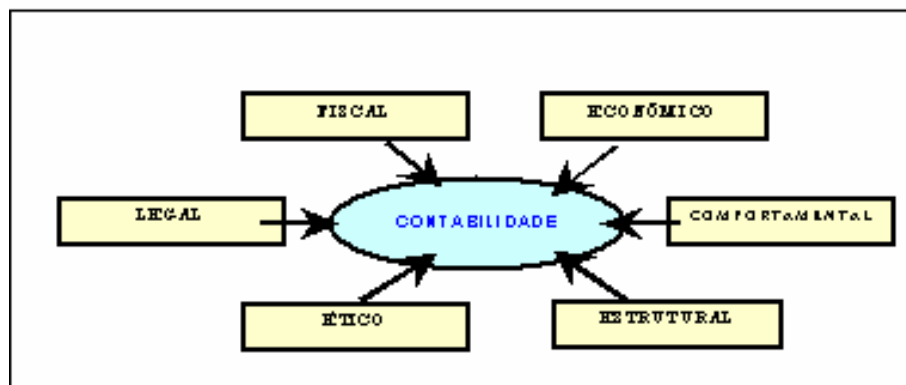 FISCAL
ECONÔMICO
LEGAL
CONTABILIDADE
COMPORTAMENTAL
ÉTICO
ESTRUTURAL